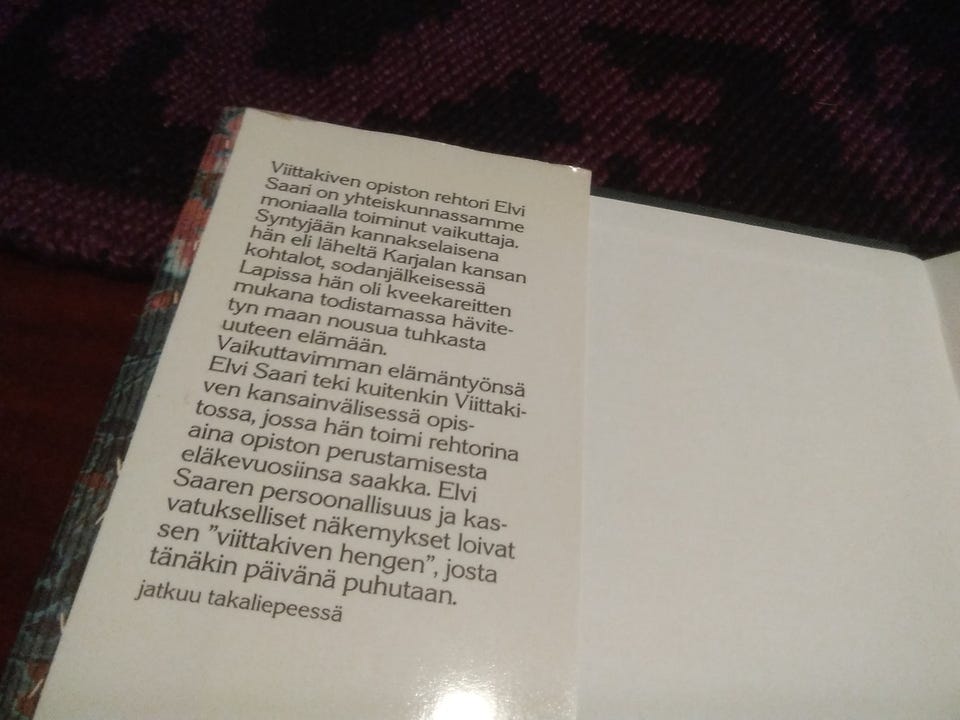 Viittakiven opiston rehtori Elvi
Saari on yhteiskunnassamme
moniaalla toiminut vaikuttaja.
Syntyjään kannakselaisena
hän eli läheltä Karjalan kansan
kohtalot, sodanjälkeisessä
Lapissa hän oli kveekareitten
mukana todistamassa hävite-
tyn maan nousua tuhkasta
uuteen elämään.
Vaikuttavimman elämäntyönsä
Elvi Saari teki kuitenkin Viittaki-
ven kansainvälisessä opis-
tossa, jossa hän toimi rehtorina
aina opiston perustamisesta
eläkevuosiinsa saakka. Elvi
Saaren persoonallisuus ja kas-
vatukselliset näkemykset loivat
sen ”viittakiven hengen”, josta
tänäkin päivänä puhutaan.
jatkuu takaliepeessä